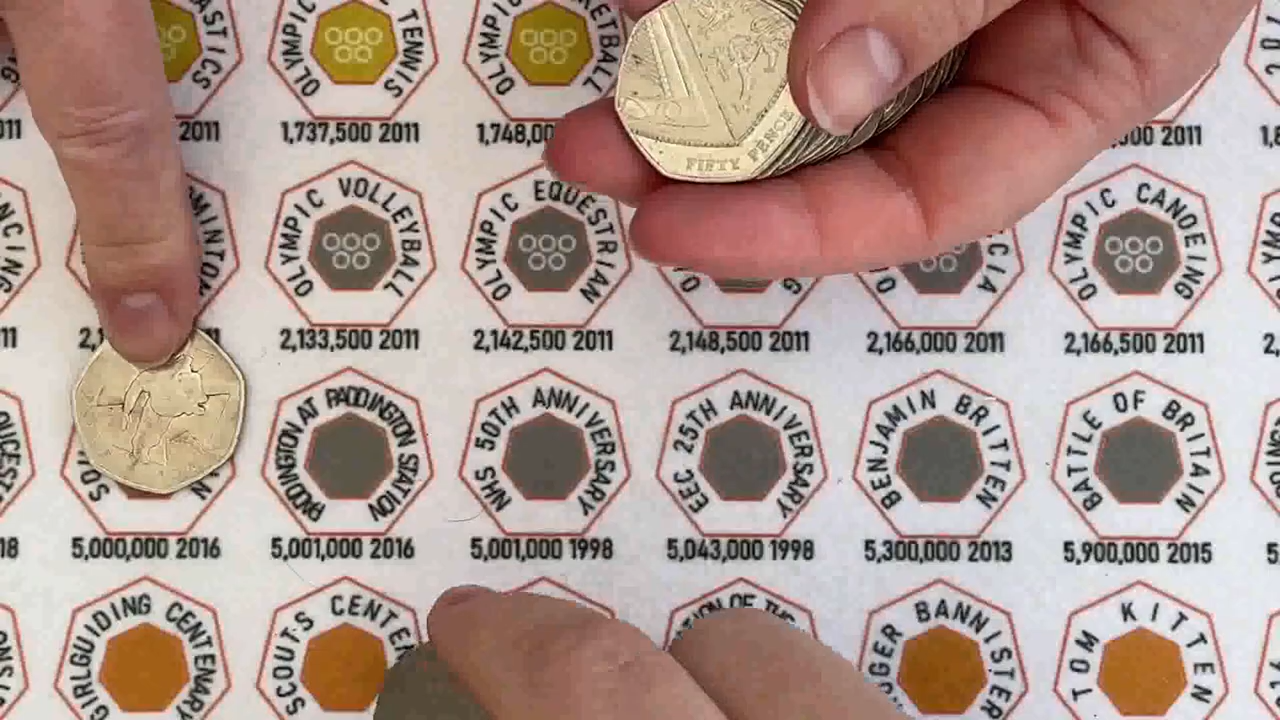 OLYMPIC TENNIS
OLYMPIC
2011
1,737,500 2011
1,748,00
OLYMPIC VOLLEYBALL
OLYMPIC EQUESTRIAN
OLYMPIC CANOEING
FIFTY PENCE
2,133,500 2011
2,142,500 2011
2,148,500 2011
2,166,000 2011
2,166,500 2011
PADDINGTON AT PADDINGTON STATION
NHS 50TH ANNIVERSARY
EEC 25TH ANNIVERSARY
BENJAMIN BRITTEN
BATTLE OF BRITAIN
5,000,000 2016
5,001,000 2016
5,001,000 1998
5,043,000 1998
5,300,000 2013
5,900,000 2015
GIRLGUIDING CENTENARY
SCOUTS CENTE
BANNISTER
TOM KITTEN